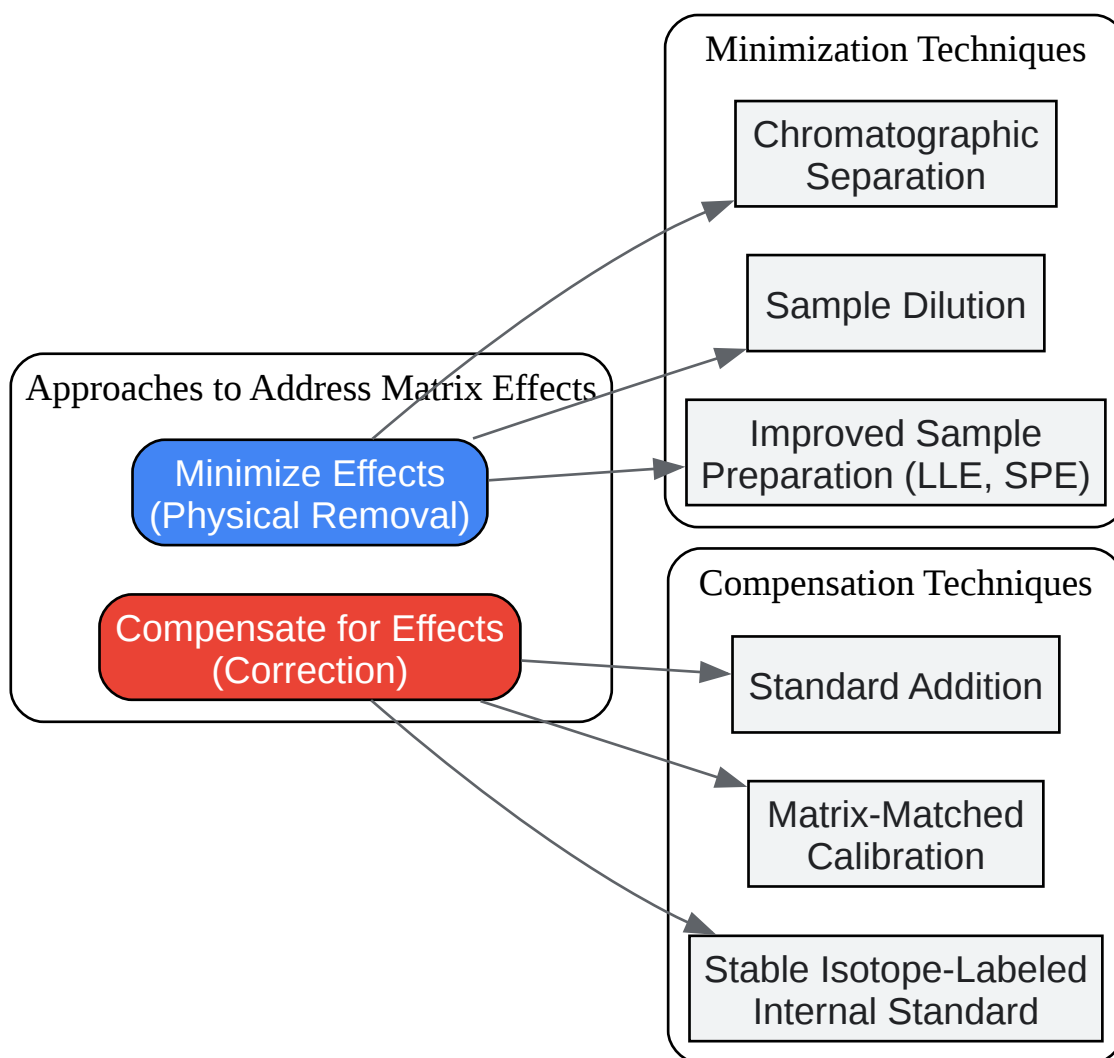 Approaches to Address Matrix Effects
Minimize Effects
(Physical Removal)
Compensate for Effects
(Correction)
Minimization Techniques
Chromatographic
Separation
Sample Dilution
Improved Sample
Preparation (LLE, SPE)
Compensation Techniques
Standard Addition
Matrix-Matched
Calibration
Stable Isotope-Labeled
Internal Standard